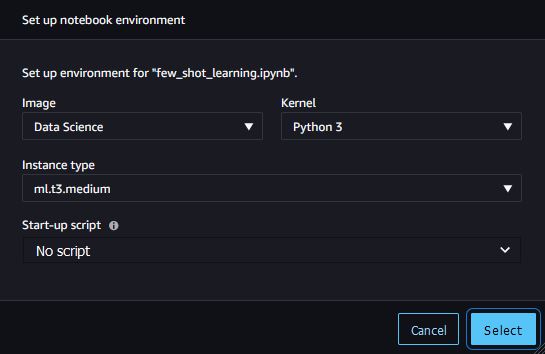 Set up notebook environment
Set up environment for "few_shot_learning.ipynb".
Image
Kernel
Data Science
Python 3
Instance type
ml.t3.medium
Start-up script
No script
Cancel
Select